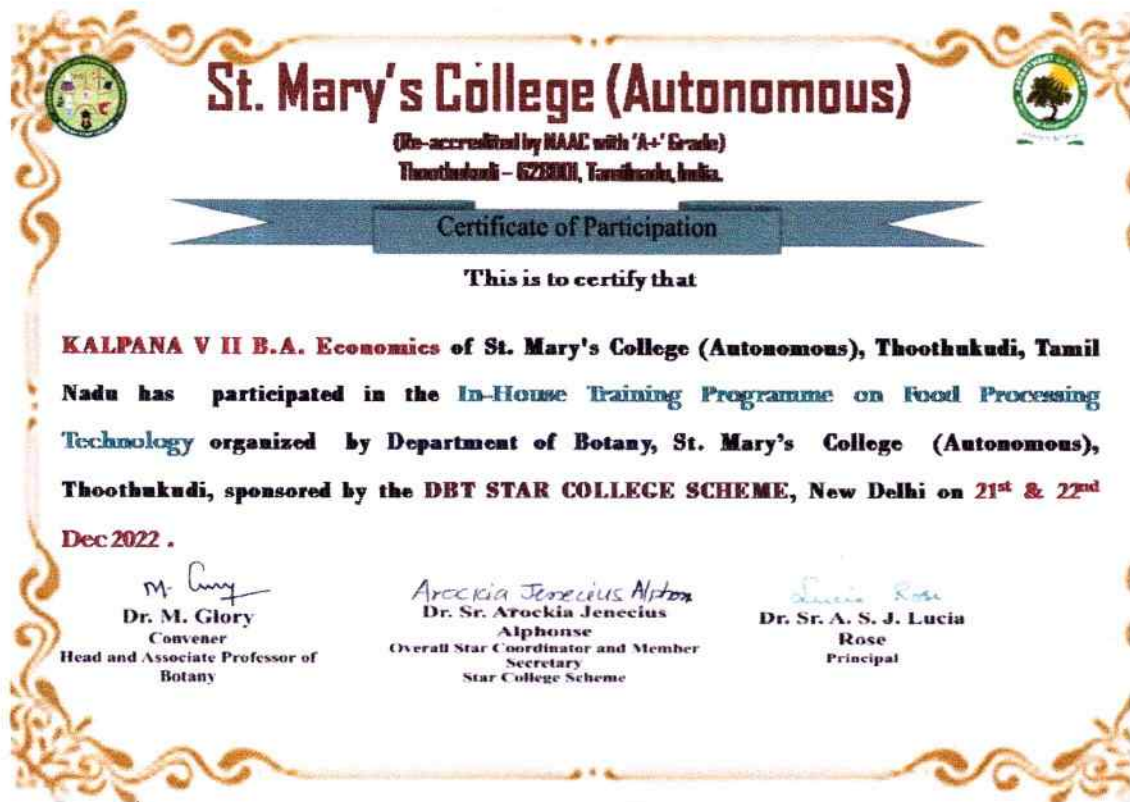 St. Mary's College (Autonomous)
(Re-accredited by NAAC with 'A+' Grade)
Thoothukudi – 628001, Tamilnadu, India.
Certificate of Participation
This is to certify that
KALPANA V II B.A. Economics of St. Mary's College (Autonomous), Thoothukudi, Tamil
Nadu has participated in the In-House Training Programme on Food Processing
Technology organized by Department of Botany, St. Mary's College (Autonomous),
Thoothukudi, sponsored by the DBT STAR COLLEGE SCHEME, New Delhi on 21st & 22nd
Dec 2022 .
M.
Arockia Jenecius Alphon
Lucia Rose
Dr. M. Glory
Convener
Head and Associate Professor of
Botany
Dr. Sr. Arockia Jenecius
Alphonse
Overall Star Coordinator and Member
Secretary
Star College Scheme
Dr. Sr. A. S. J. Lucia
Rose
Principal